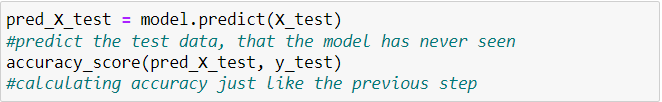 pred_X_test = model.predict(X_test)
#predict the test data, that the model has never seen
accuracy_score(pred_X_test, y_test)
#calculating accuracy just like the previous step